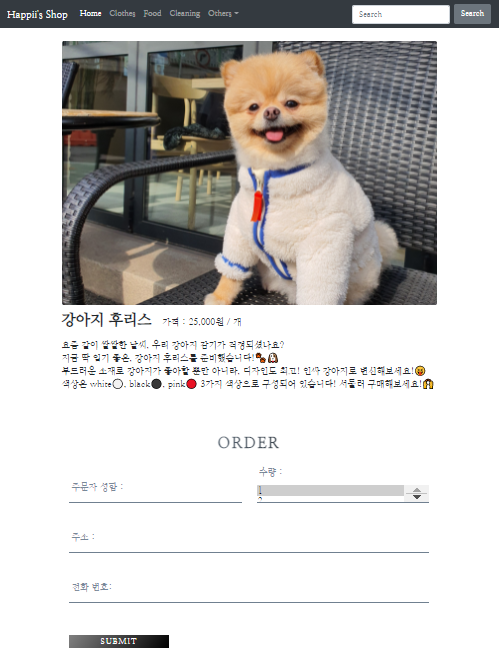 Happii's Shop
Home Clothes Food Cleaning Others
Search
Search
강아지 후리스 가격 : 25,000원 / 개
요즘 같이 쌀쌀한 날씨, 우리 강아지 감기가 걱정되셨나요?
지금 딱 입기 좋은, 강아지 후리스를 준비했습니다!
부드러운 소재로 강아지가 좋아할 뿐만 아니라, 디자인도 최고! 인싸 강아지로 변신해보세요!
색상은 white, black, pink 3가지 색상으로 구성되어 있습니다! 서둘러 구매해보세요!
ORDER
주문자 성함 :
수량 :
1
2
주소 :
전화 번호:
SUBMIT